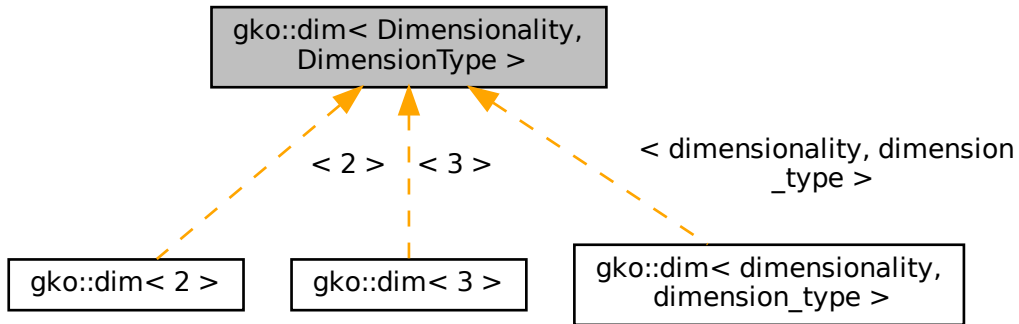 gko::dim< Dimensionality,
DimensionType >
< 2 >
< 3 >
< dimensionality, dimension
_type >
gko::dim< 2 >
gko::dim< 3 >
gko::dim< dimensionality,
dimension_type >